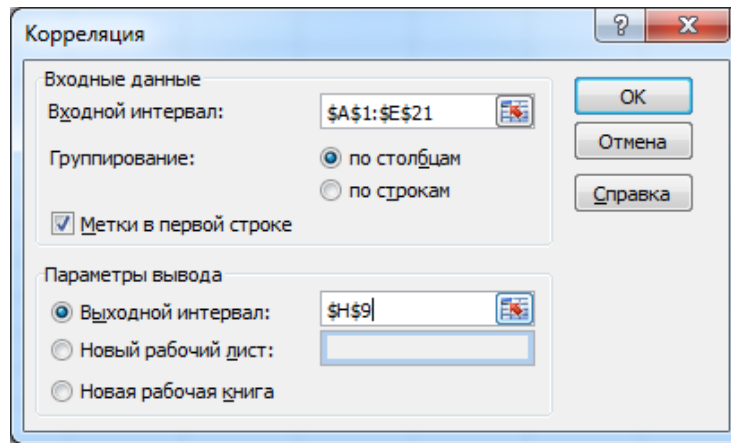 Корреляция
Входные данные
Входной интервал: $A$1:$E$21
Группирование: по столбцам
по строкам
Метки в первой строке
Параметры вывода
Выходной интервал: $H$9
Новый рабочий лист:
Новая рабочая книга
?
X
OK
Отмена
Справка